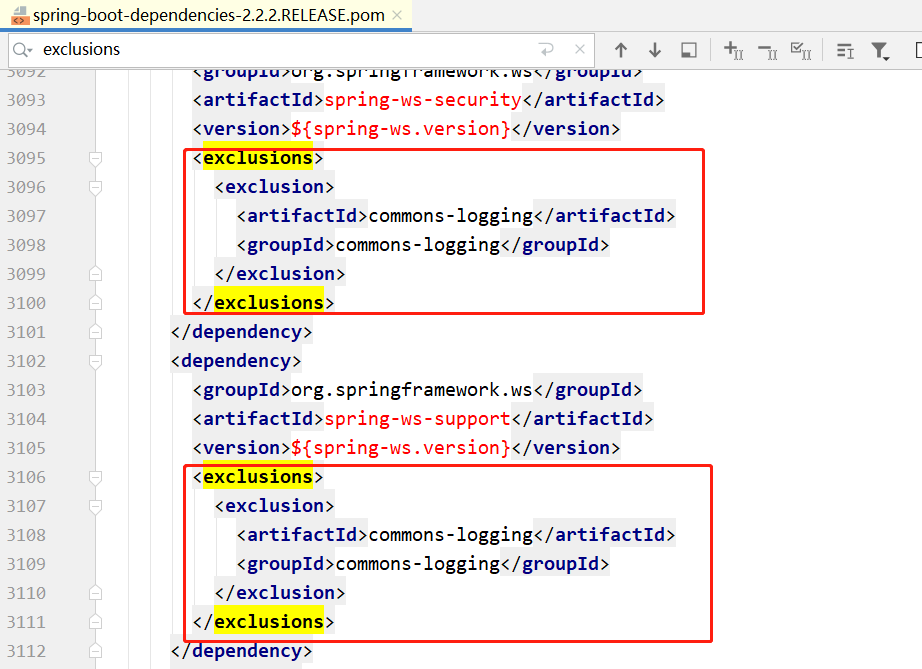 spring-boot-dependencies-2.2.2.RELEASE.pom
exclusions
3092 <groupId>org.springframework.ws</groupId>
3093 <artifactId>spring-ws-security</artifactId>
3094 <version>${spring-ws.version}</version>
3095 <exclusions>
3096 <exclusion>
3097 <artifactId>commons-logging</artifactId>
3098 <groupId>commons-logging</groupId>
3099 </exclusion>
3100 </exclusions>
3101 </dependency>
3102 <dependency>
3103 <groupId>org.springframework.ws</groupId>
3104 <artifactId>spring-ws-support</artifactId>
3105 <version>${spring-ws.version}</version>
3106 <exclusions>
3107 <exclusion>
3108 <artifactId>commons-logging</artifactId>
3109 <groupId>commons-logging</groupId>
3110 </exclusion>
3111 </exclusions>
3112 </dependency>